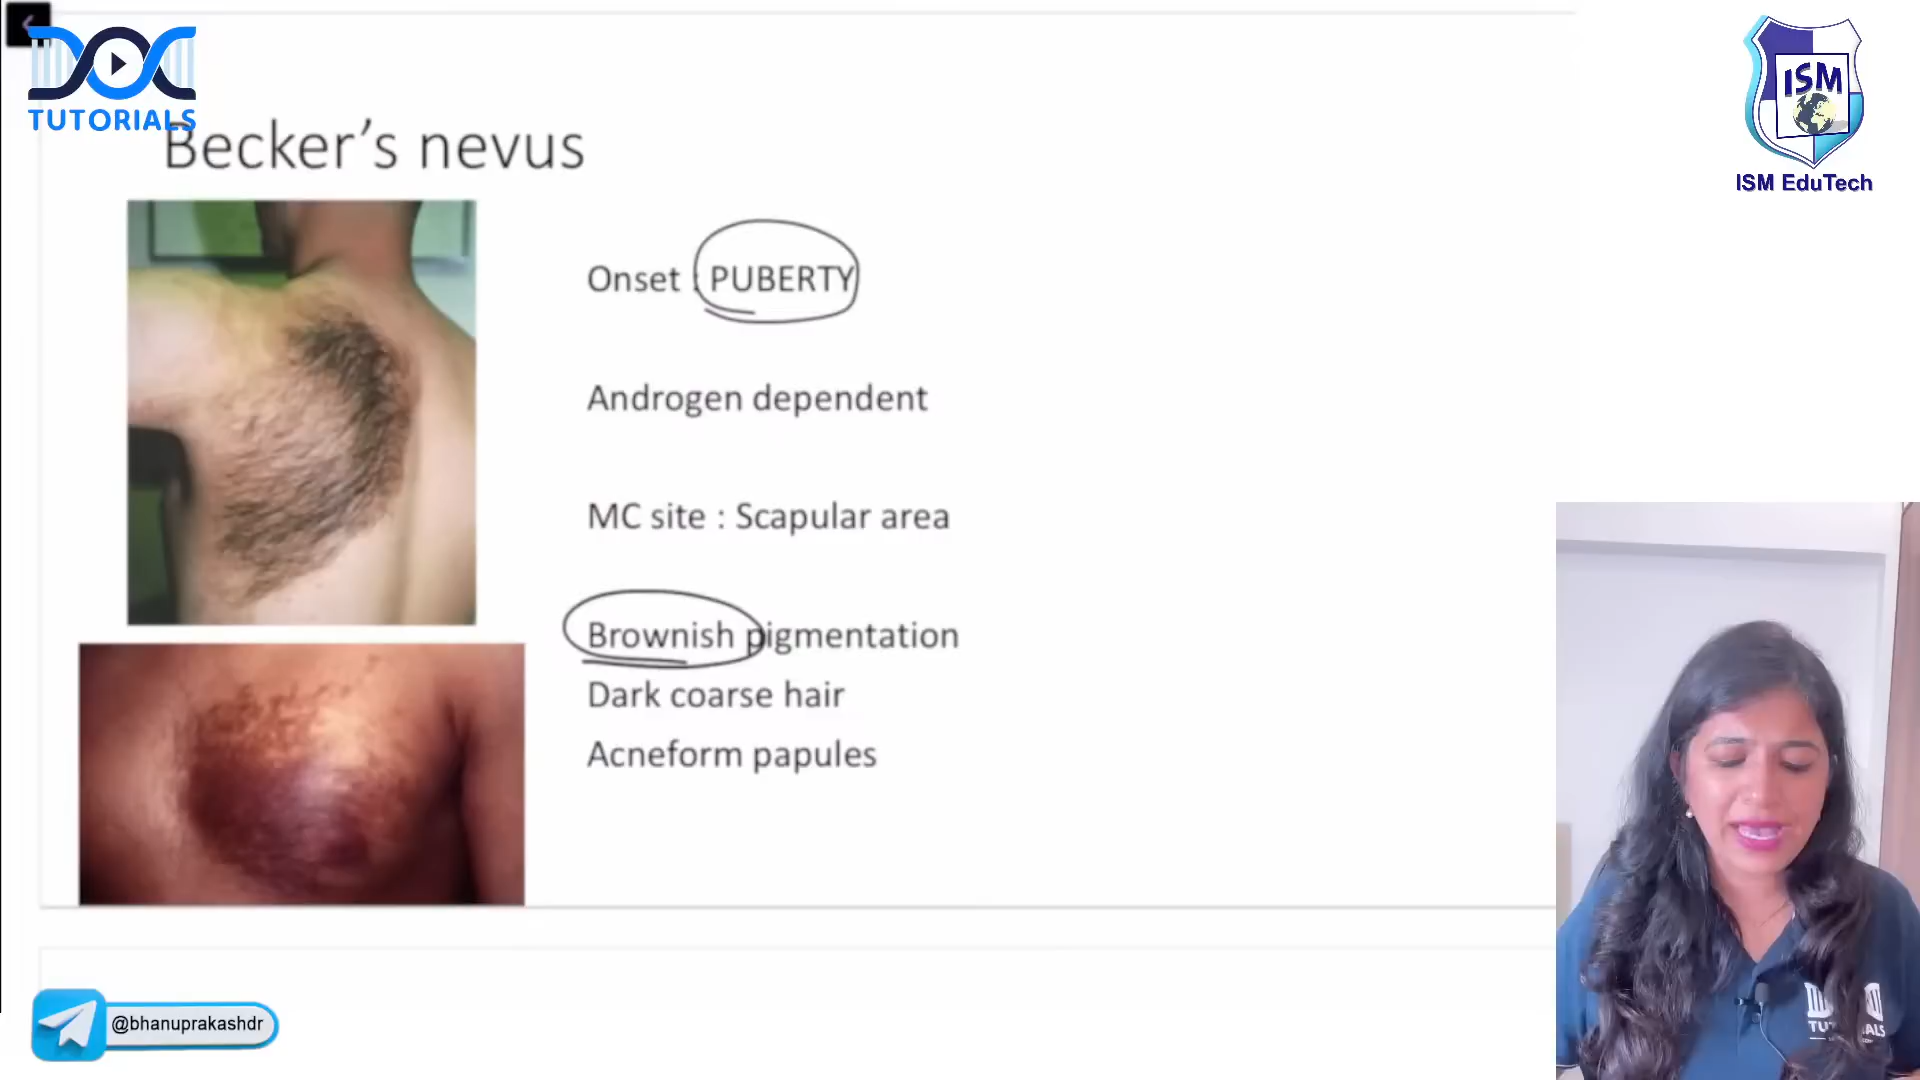 DOC
TUTORIALS
ISM
ISM EduTech
Becker’s nevus
Onset : PUBERTY
Androgen dependent
MC site : Scapular area
Brownish pigmentation
Dark coarse hair
Acneform papules
@bhanuprakashdr